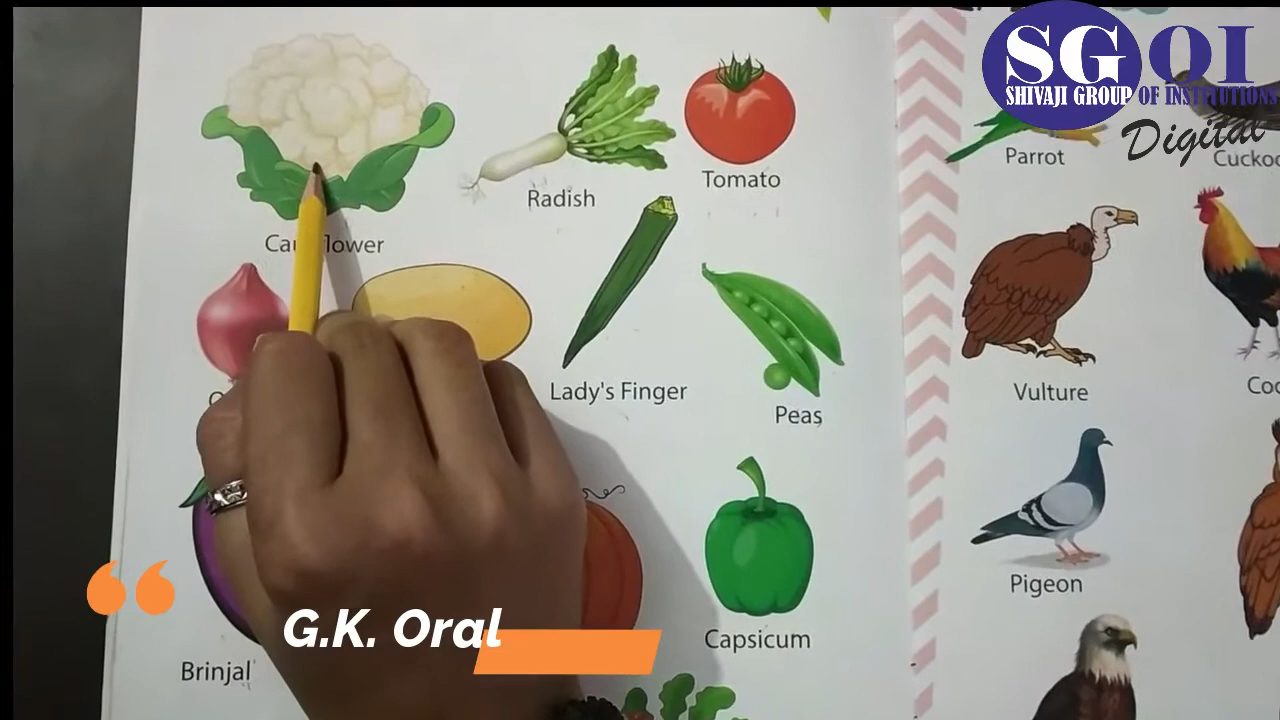 SGOI
SHIVAJI GROUP OF INSTITUTIONS
Digital
Radish
Tomato
Lady's Finger
Peas
Brinjal
Capsicum
Parrot
Vulture
Pigeon
G.K. Oral